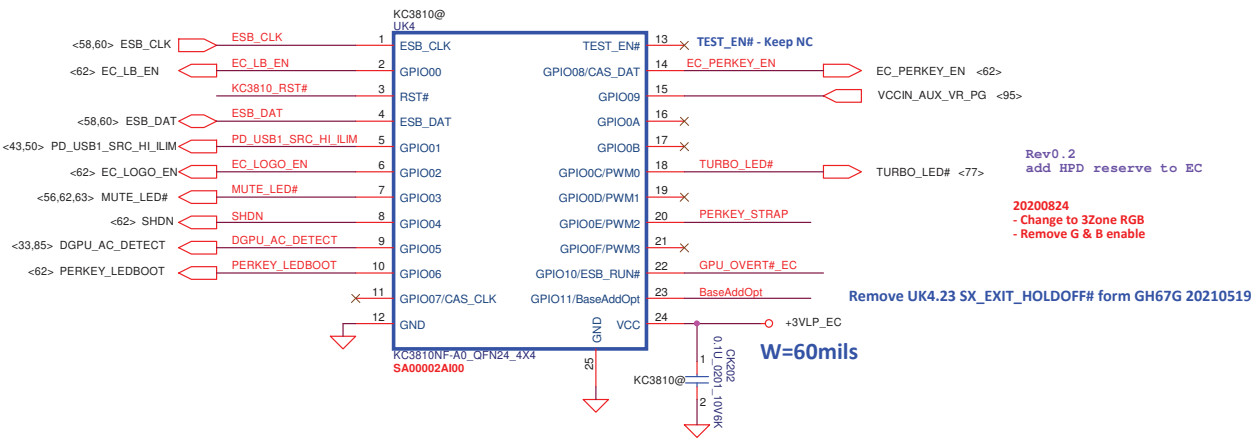 KC3810@
UK4
<58,60> ESB_CLK
ESB_CLK
1
ESB_CLK
<62> EC_LB_EN
EC_LB_EN
2
GPIO00
KC3810_RST#
3
RST#
<58,60> ESB_DAT
ESB_DAT
4
ESB_DAT
<43,50> PD_USB1_SRC_HI_ILIM
PD_USB1_SRC_HI_ILIM
5
GPIO01
<62> EC_LOGO_EN
EC_LOGO_EN
6
GPIO02
<56,62,63> MUTE_LED#
MUTE_LED#
7
GPIO03
<62> SHDN
SHDN
8
GPIO04
<33,85> DGPU_AC_DETECT
DGPU_AC_DETECT
9
GPIO05
<62> PERKEY_LEDBOOT
PERKEY_LEDBOOT
10
GPIO06
11
GPIO07/CAS_CLK
12
GND
TEST_EN#
13
TEST_EN# - Keep NC
GPIO08/CAS_DAT
14
EC_PERKEY_EN
EC_PERKEY_EN <62>
GPIO09
15
VCCIN_AUX_VR_PG <95>
GPIO0A
16
GPIO0B
17
GPIO0C/PWM0
18
TURBO_LED#
TURBO_LED# <77>
GPIO0D/PWM1
19
GPIO0E/PWM2
20
PERKEY_STRAP
GPIO0F/PWM3
21
GPIO10/ESB_RUN#
22
GPU_OVERT#_EC
GPIO11/BaseAddOpt
23
BaseAddOpt
VCC
24
+3VLP_EC
GND
25
KC3810NF-A0_QFN24_4X4
SA00002AI00
Rev0.2
add HPD reserve to EC
20200824
- Change to 3Zone RGB
- Remove G & B enable
Remove UK4.23 SX_EXIT_HOLDOFF# form GH67G 20210519
W=60mils
KC3810@
1
2
CK202
0.1U_0201_10V6K